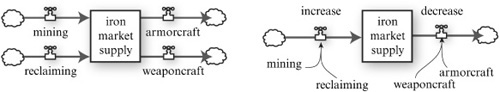 mining
reclaiming
iron
market
supply
armorcraft
weaponcraft
increase
mining
reclaiming
iron
market
supply
decrease
armorcraft
weaponcraft